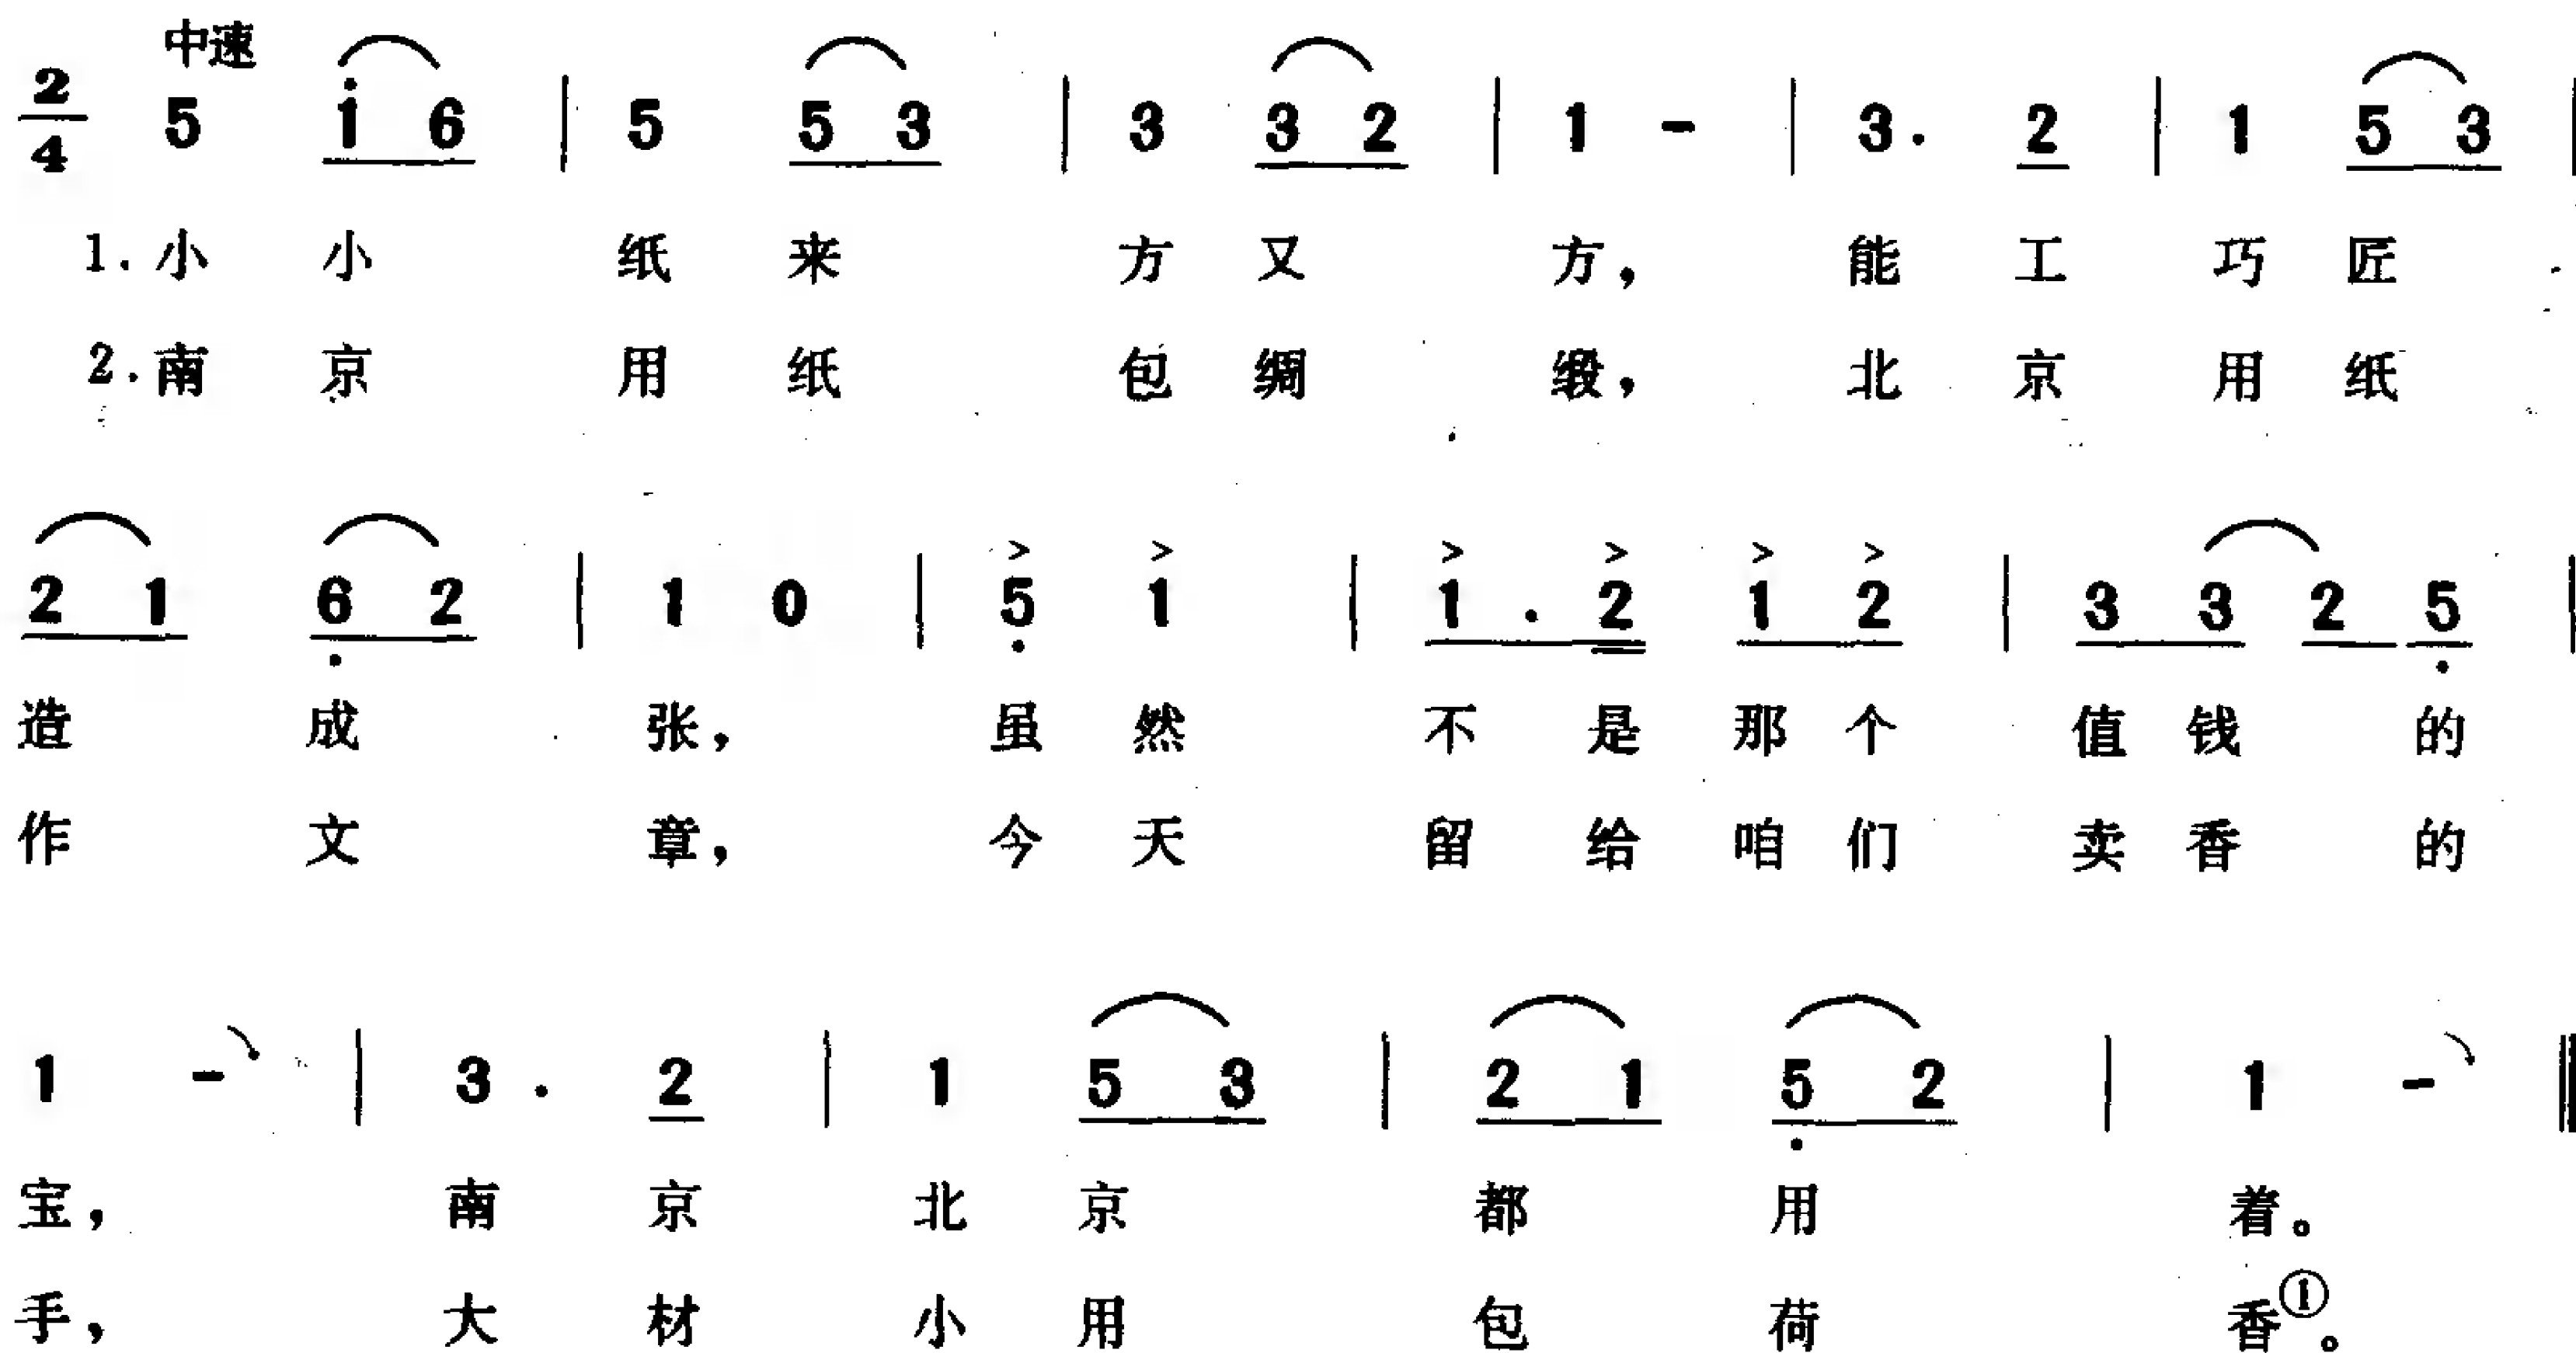 中速
2/4 5 i 6 | 5 5 3 | 3 3 2 | 1 - | 3. 2 | 1 5 3 |
1. 小 小 纸 来 方 又 方， 能 工 巧 匠
2. 南 京 用 纸 包 绸 缎， 北 京 用 纸
2 1 6 2 | 1 0 | 5 1 | 1 . 2 1 2 | 3 3 2 5 |
造 成 张， 虽 然 不 是 那 个 值 钱 的
作 文 章， 今 天 留 给 咱 们 卖 香 的
1 - | 3 . 2 | 1 5 3 | 2 1 5 2 | 1 - ‖
宝， 南 京 北 京 都 用 着。
手， 大 材 小 用 包 荷 香①。